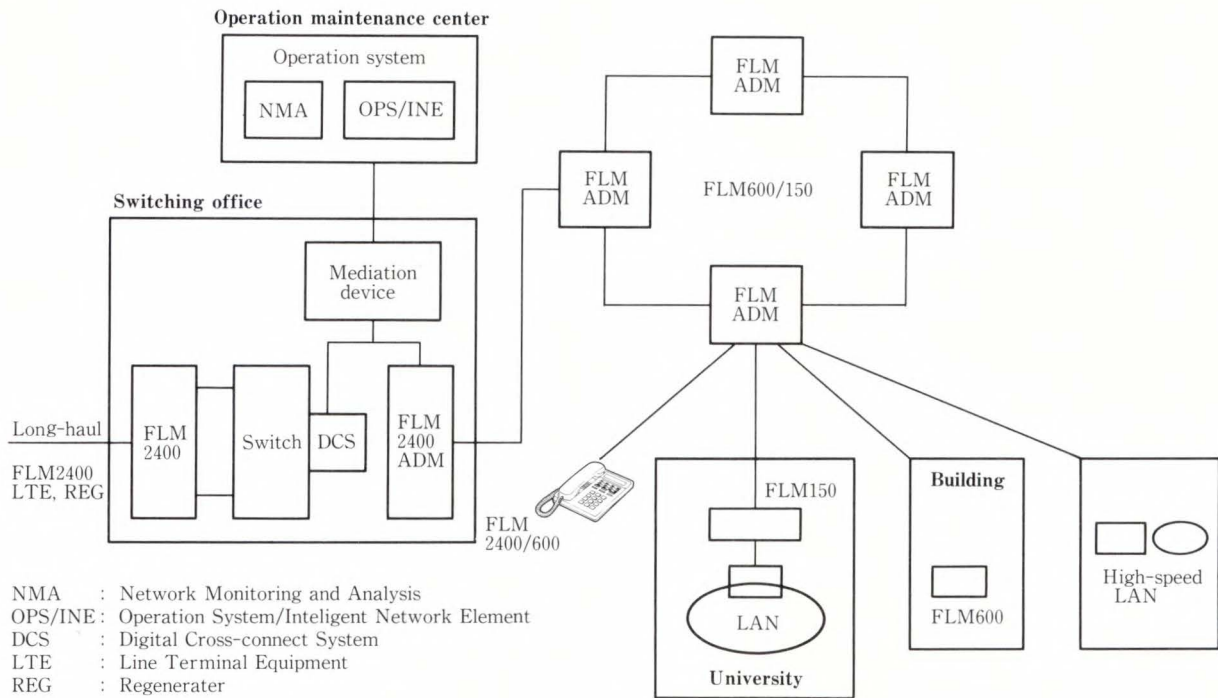 Operation maintenance center
Operation system
NMA
OPS/INE
Switching office
Mediation
device
FLM
2400
Switch
DCS
FLM
2400
ADM
Long-haul
FLM2400
LTE, REG
FLM
2400/600
FLM
ADM
FLM
ADM
FLM600/150
FLM
ADM
FLM
ADM
FLM150
LAN
University
Building
FLM600
High-speed
LAN
NMA : Network Monitoring and Analysis
OPS/INE : Operation System/Inteligent Network Element
DCS : Digital Cross-connect System
LTE : Line Terminal Equipment
REG : Regenerater